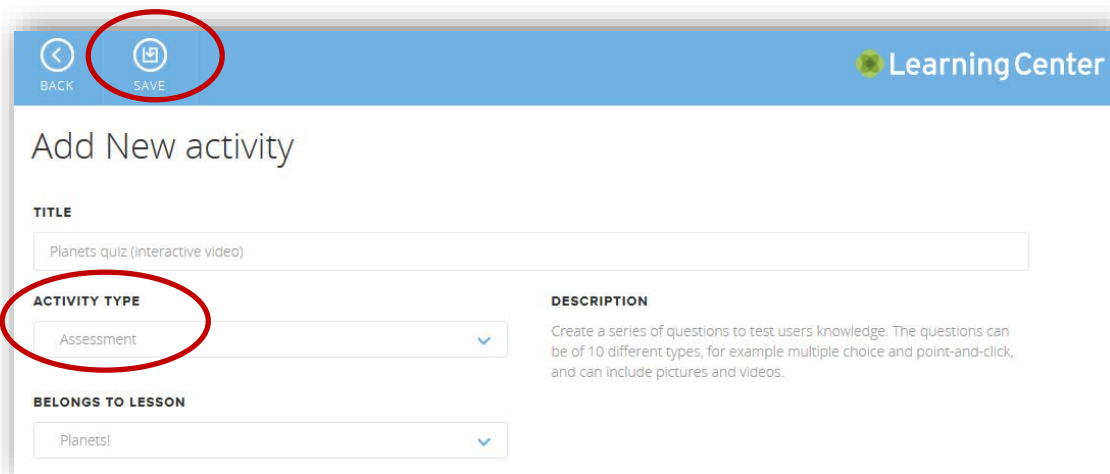 BACK
SAVE
Learning Center
Add New activity
TITLE
Planets quiz (interactive video)
ACTIVITY TYPE
Assessment
DESCRIPTION
Create a series of questions to test users knowledge. The questions can
be of 10 different types, for example multiple choice and point-and-click,
and can include pictures and videos.
BELONGS TO LESSON
Planets!